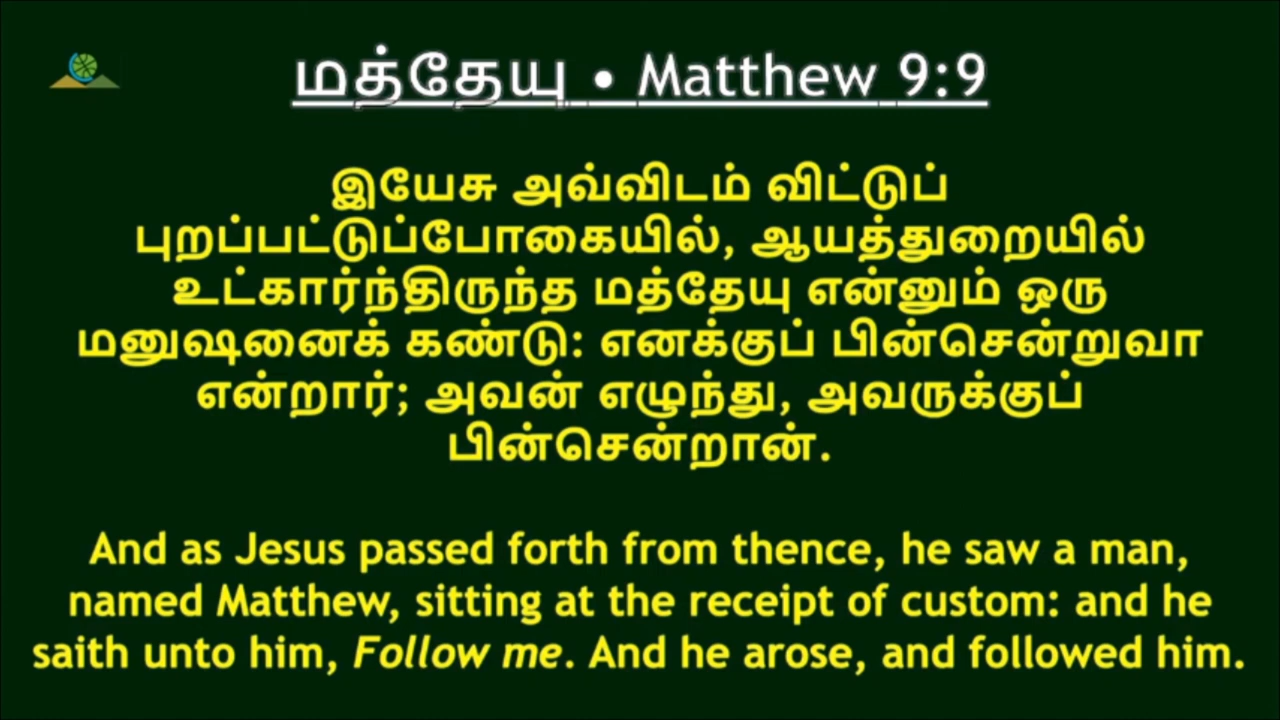 மத்தேயு • Matthew 9:9
இயேசு அவ்விடம் விட்டுப்
புறப்பட்டுப்போகையில், ஆயத்துறையில்
உட்கார்ந்திருந்த மத்தேயு என்னும் ஒரு
மனுஷனைக் கண்டு: எனக்குப் பின்சென்றுவா
என்றார்; அவன் எழுந்து, அவருக்குப்
பின்சென்றான்.
And as Jesus passed forth from thence, he saw a man,
named Matthew, sitting at the receipt of custom: and he
saith unto him, Follow me. And he arose, and followed him.